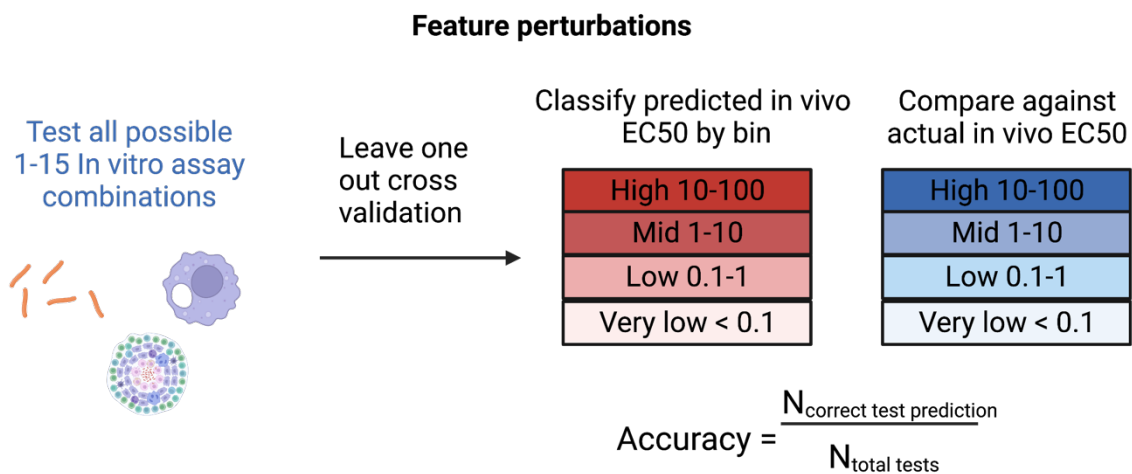 Feature perturbations
Test all possible
1-15 In vitro assay
combinations
Leave one
out cross
validation
Classify predicted in vivo
EC50 by bin
High 10-100
Mid 1-10
Low 0.1-1
Very low < 0.1
Compare against
actual in vivo EC50
High 10-100
Mid 1-10
Low 0.1-1
Very low < 0.1
Accuracy = 
N correct test prediction
N total tests